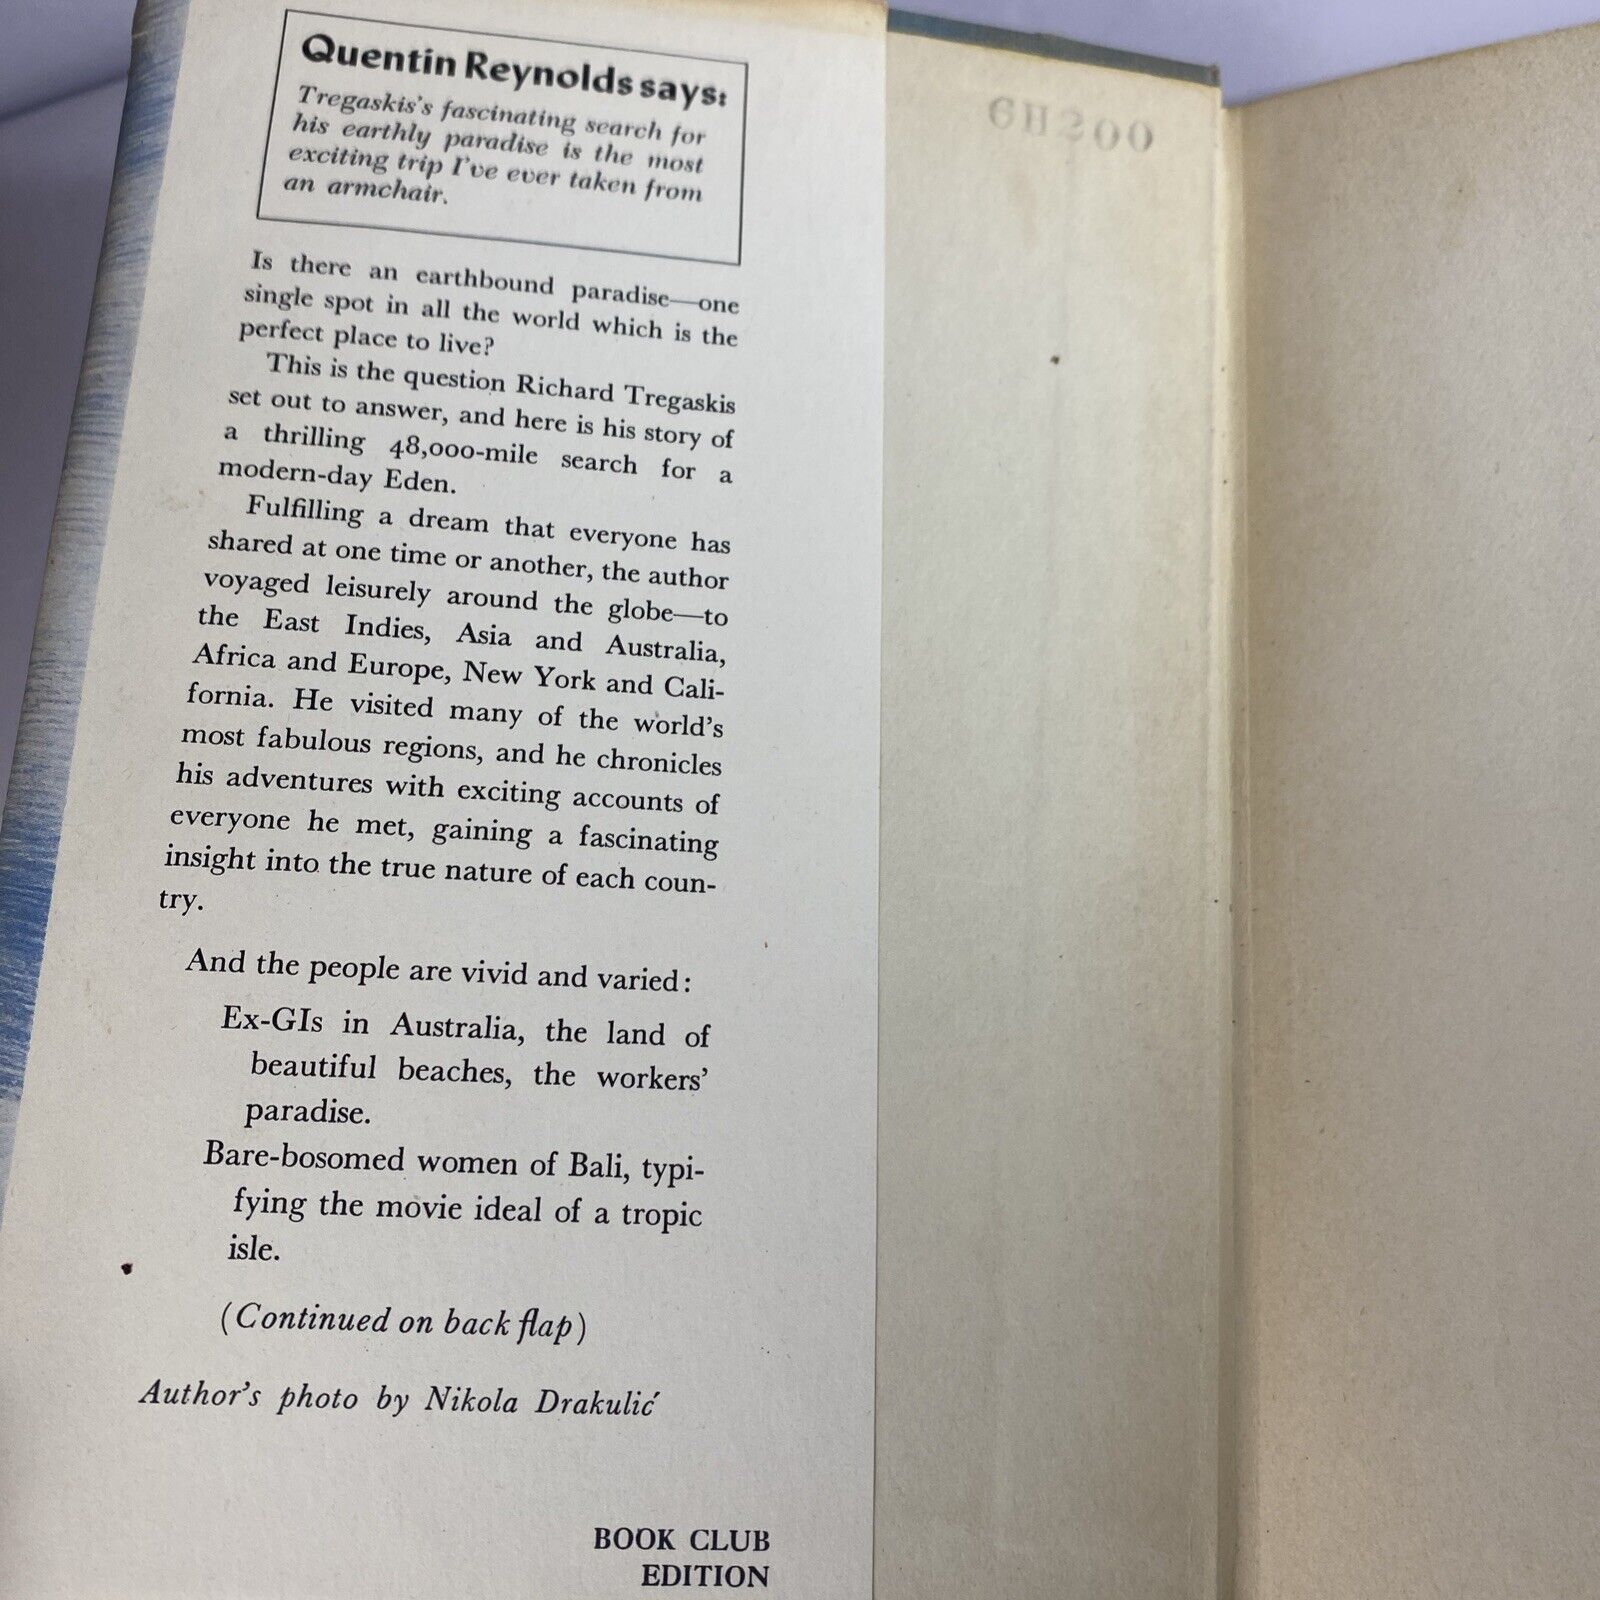 Quentin Reynolds says:
Tregaskis's fascinating search for
his earthly paradise is the most
exciting trip I've ever taken from
an armchair.
Is there an earthbound paradise—one
single spot in all the world which is the
perfect place to live?
This is the question Richard Tregaskis
set out to answer, and here is his story of
a thrilling 48,000-mile search for a
modern-day Eden.
Fulfilling a dream that everyone has
shared at one time or another, the author
voyaged leisurely around the globe—to
the East Indies, Asia and Australia,
Africa and Europe, New York and Cali-
fornia. He visited many of the world's
most fabulous regions, and he chronicles
his adventures with exciting accounts of
everyone he met, gaining a fascinating
insight into the true nature of each coun-
try.
And the people are vivid and varied:
Ex-GIs in Australia, the land of
beautiful beaches, the workers'
paradise.
Bare-bosomed women of Bali, typi-
fying the movie ideal of a tropic
isle.
(Continued on back flap)
Author's photo by Nikola Drakulić
BOOK CLUB
EDITION
GH200